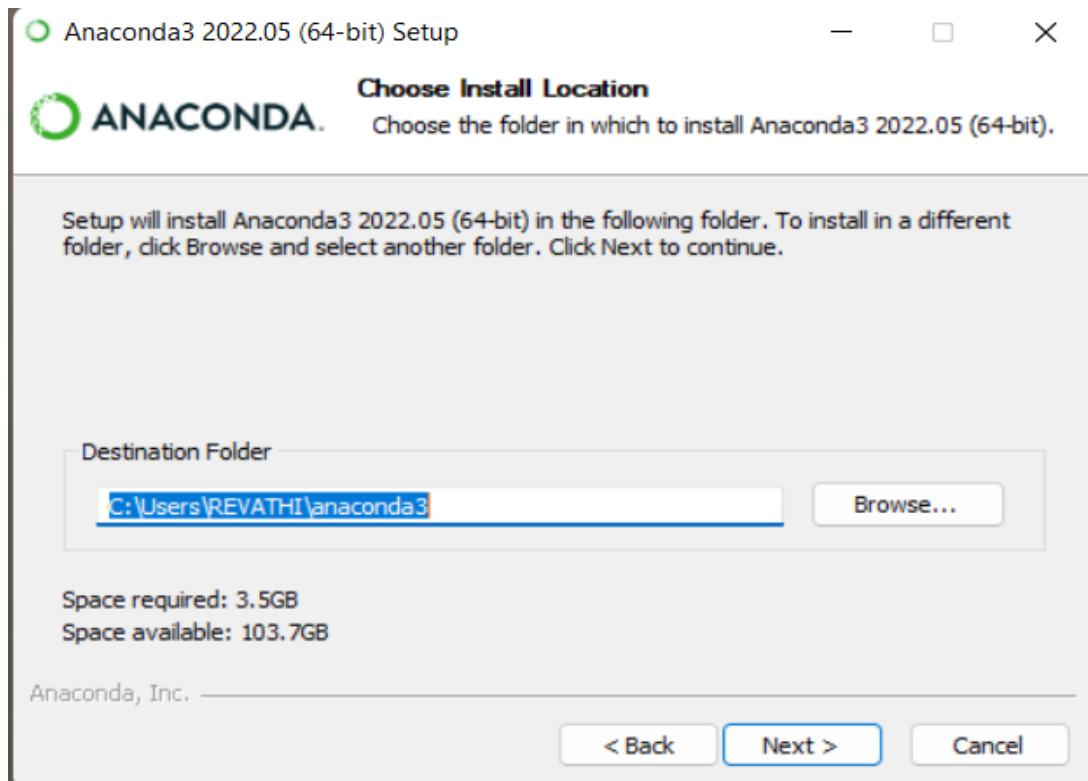 Anaconda3 2022.05 (64-bit) Setup
ANACONDA.
Choose Install Location
Choose the folder in which to install Anaconda3 2022.05 (64-bit).
Setup will install Anaconda3 2022.05 (64-bit) in the following folder. To install in a different
folder, click Browse and select another folder. Click Next to continue.
Destination Folder
C:\Users\REVATHI\anaconda3
Browse...
Space required: 3.5GB
Space available: 103.7GB
Anaconda, Inc.
< Back
Next >
Cancel